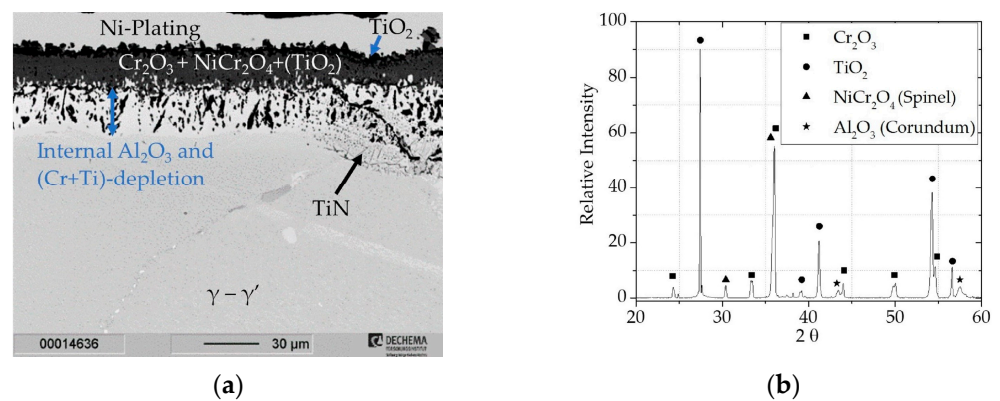 Ni-Plating
TiO₂
Cr₂O₃ + NiCr₂O₄+(TiO₂)
Internal Al₂O₃ and
(Cr+Ti)-depletion
TiN
γ – γ′
00014636
30 µm
DECHEMA
(a)
Relative Intensity
100
80
60
40
20
0
20
30
40
50
60
2 θ
Cr₂O₃
TiO₂
NiCr₂O₄ (Spinel)
Al₂O₃ (Corundum)
(b)